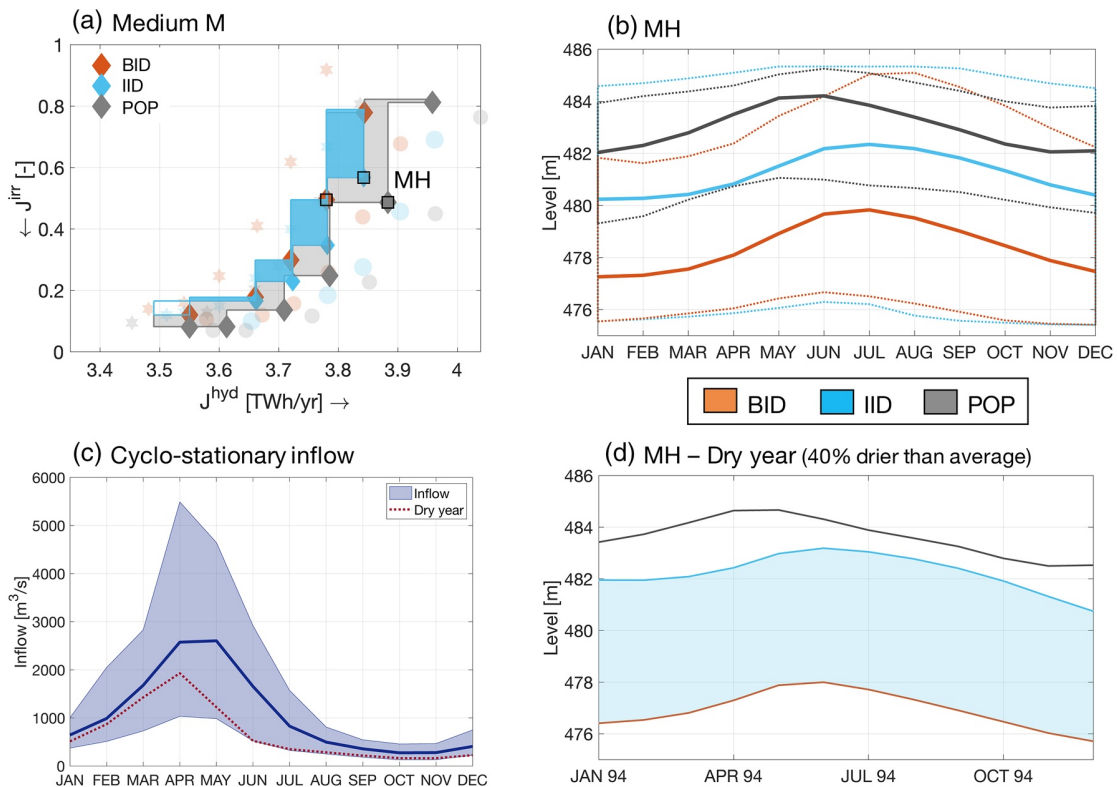 (a) Medium M
1
0.8
0.6
0.4
0.2
0
← J^irr [-]
BID
IID
POP
MH
3.4 3.5 3.6 3.7 3.8 3.9 4
J^hyd [TWh/yr] →
(b) MH
486
484
482
480
478
476
Level [m]
JAN FEB MAR APR MAY JUN JUL AUG SEP OCT NOV DEC
BID IID POP
(c) Cyclo-stationary inflow
6000
5000
4000
3000
2000
1000
0
Inflow [m³/s]
Inflow
Dry year
JAN FEB MAR APR MAY JUN JUL AUG SEP OCT NOV DEC
(d) MH – Dry year (40% drier than average)
486
484
482
480
478
476
Level [m]
JAN 94 APR 94 JUL 94 OCT 94